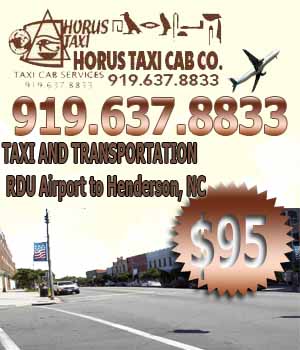 HORUS
TAXI
TAXI CAB SERVICES
919.637.8833
HORUS TAXI CAB CO.
919.637.8833
919.637.8833
TAXI AND TRANSPORTATION
RDU Airport to Henderson, NC
$95